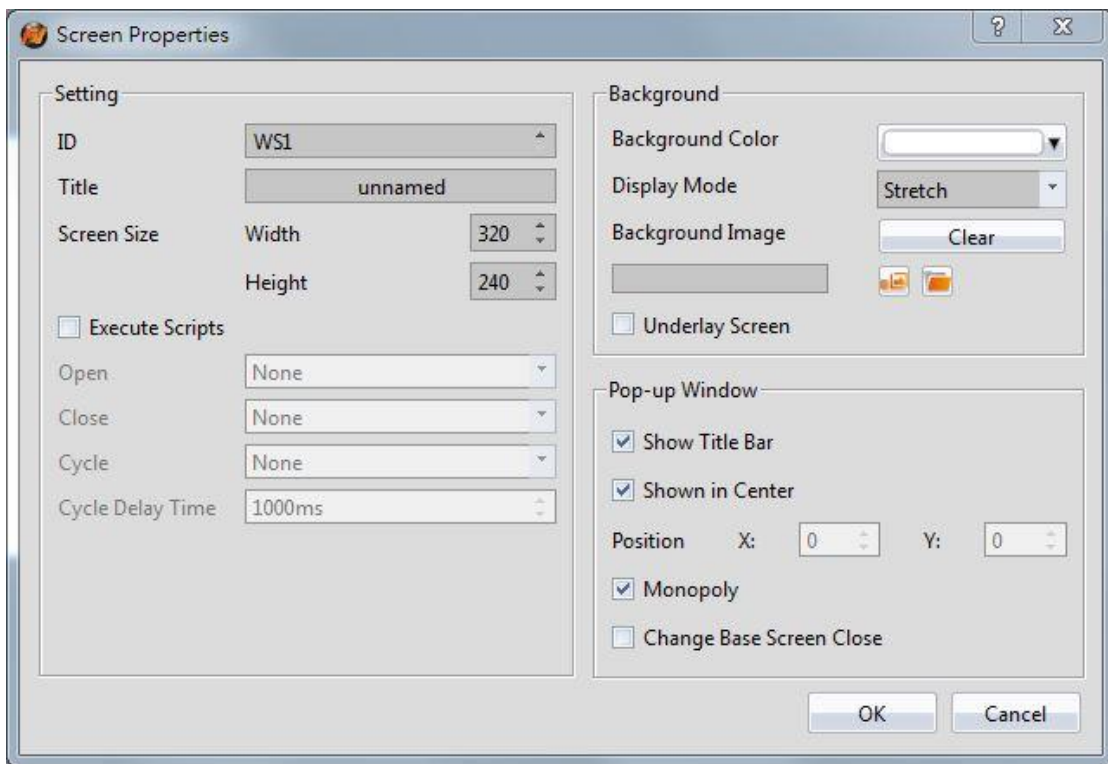 Screen Properties
Setting
ID WS1
Title unnamed
Screen Size Width 320
Height 240
Execute Scripts
Open None
Close None
Cycle None
Cycle Delay Time 1000ms
Background
Background Color
Display Mode Stretch
Background Image Clear
Underlay Screen
Pop-up Window
Show Title Bar
Shown in Center
Position X: 0 Y: 0
Monopoly
Change Base Screen Close
OK Cancel